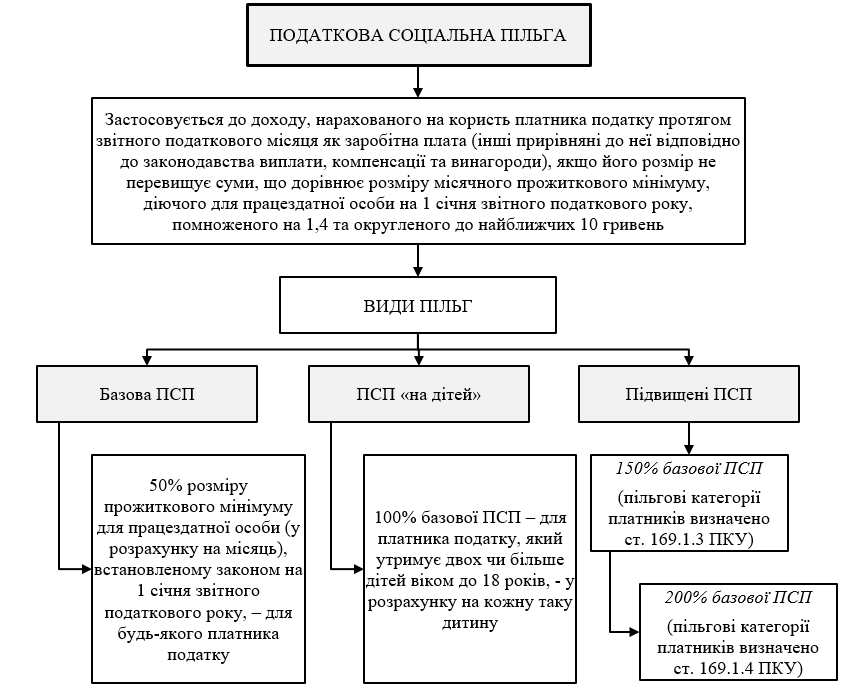 ПОДАТКОВА СОЦІАЛЬНА ПІЛЬГА
Застосовується до доходу, нарахованого на користь платника податку протягом
звітного податкового місяця як заробітна плата (інші прирівняні до неї відповідно
до законодавства виплати, компенсації та винагороди), якщо його розмір не
перевищує суми, що дорівнює розміру місячного прожиткового мінімуму,
діючого для працездатної особи на 1 січня звітного податкового року,
помноженого на 1,4 та округленого до найближчих 10 гривень
ВИДИ ПІЛЬГ
Базова ПСП
ПСП «на дітей»
Підвищені ПСП
50% розміру
прожиткового мінімуму
для працездатної особи (у
розрахунку на місяць),
встановленому законом на
1 січня звітного
податкового року, – для
будь-якого платника
податку
100% базової ПСП – для
платника податку, який
утримує двох чи більше
дітей віком до 18 років, - у
розрахунку на кожну таку
дитину
150% базової ПСП
(пільгові категорії
платників визначено
ст. 169.1.3 ПКУ)
200% базової ПСП
(пільгові категорії
платників визначено
ст. 169.1.4 ПКУ)